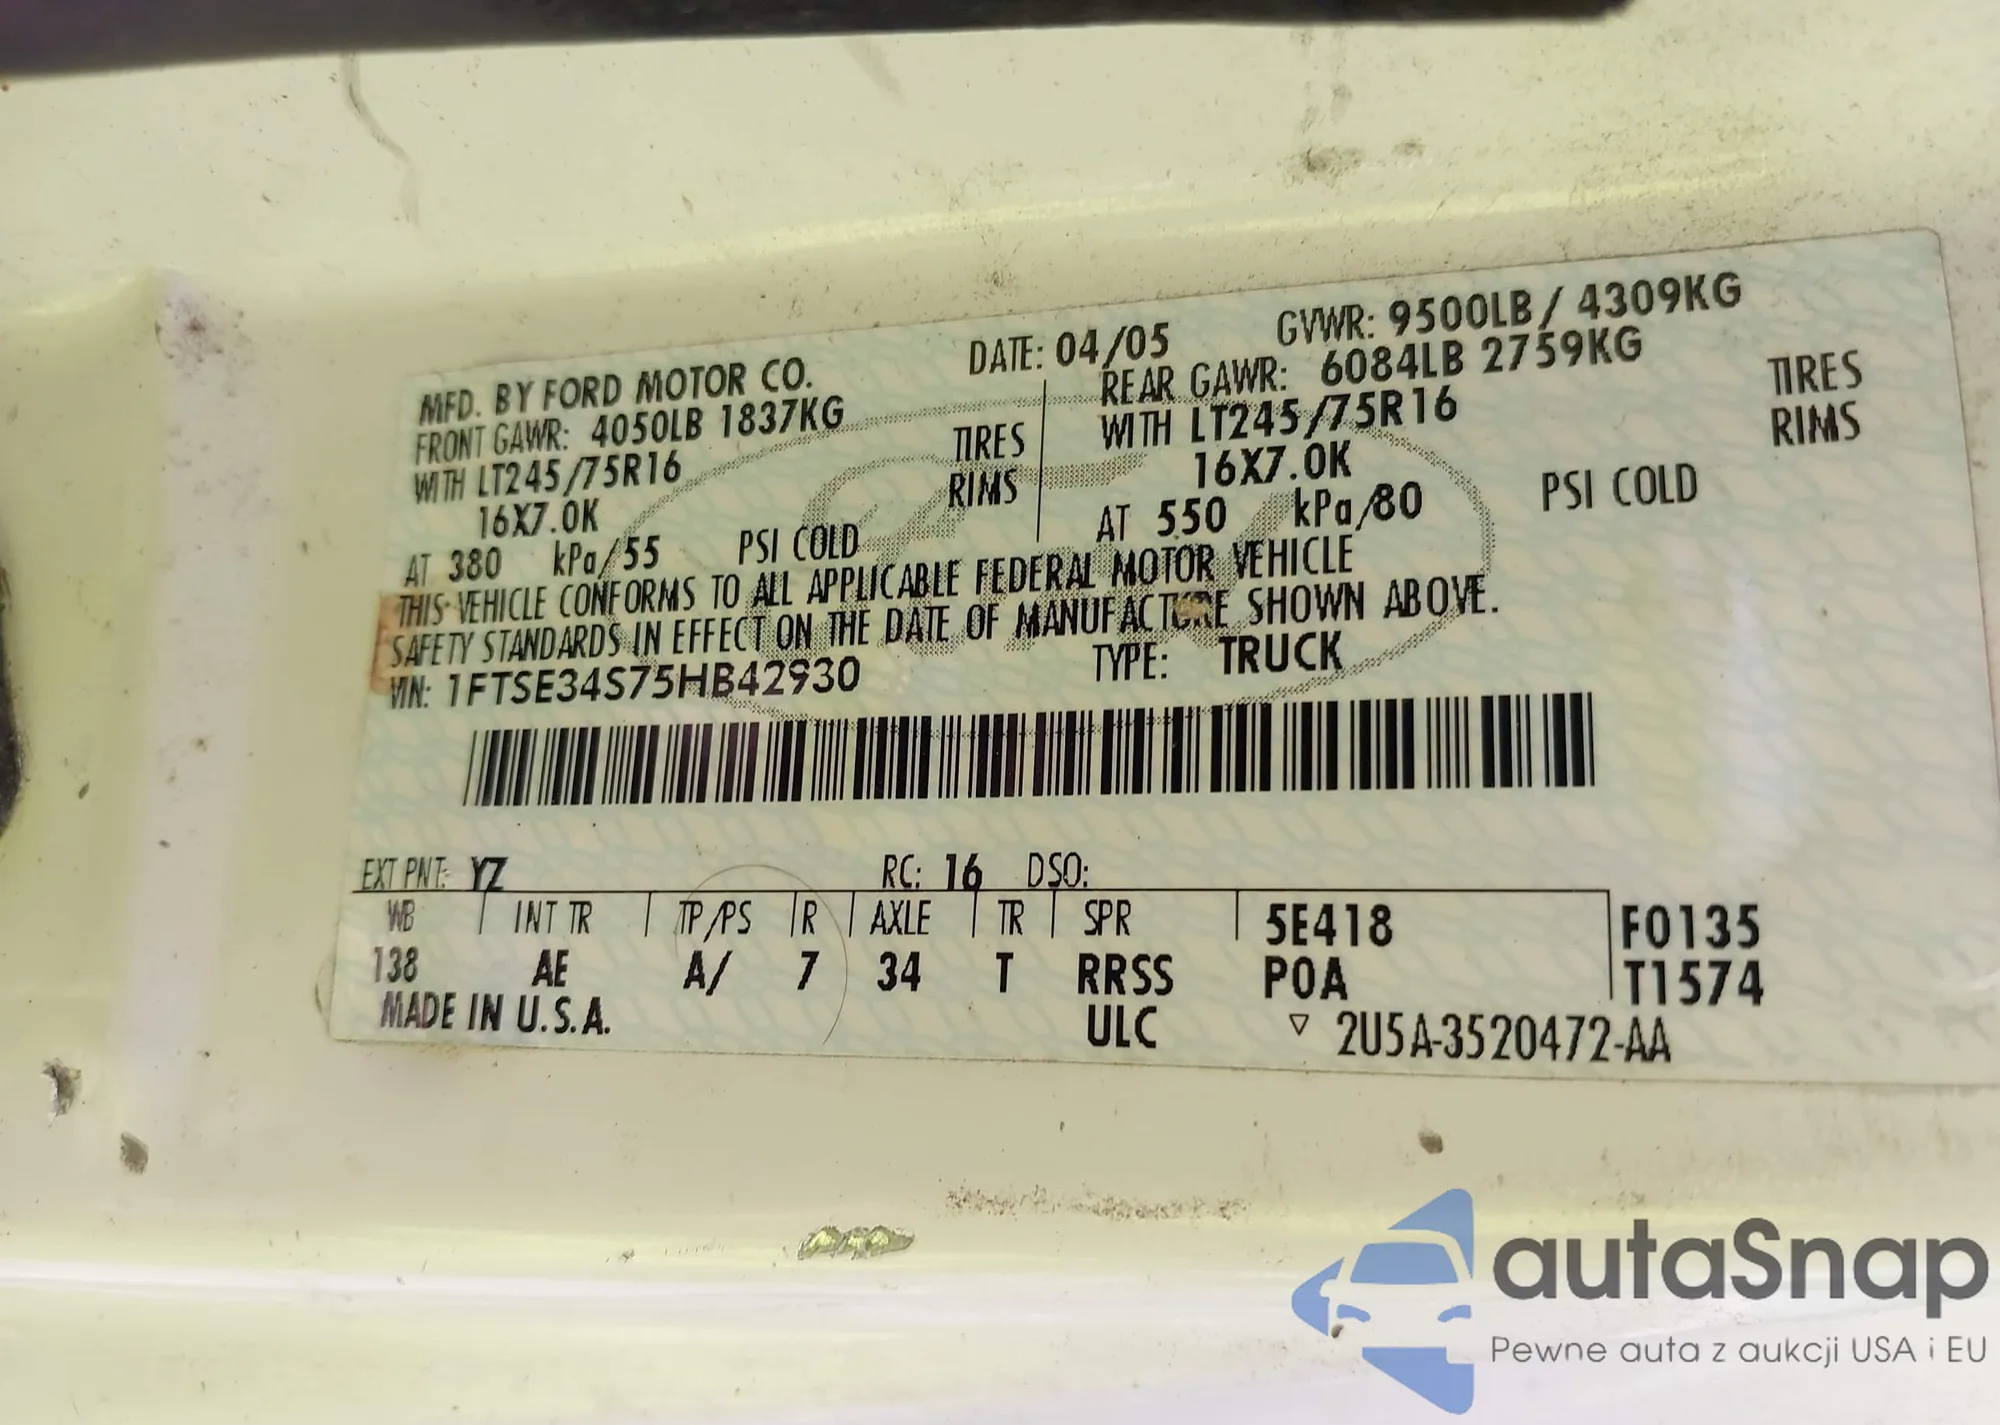 MFD. BY FORD MOTOR CO. DATE: 04/05 GVWR: 9500LB / 4309KG
FRONT GAWR: 4050LB 1837KG REAR GAWR: 6084LB 2759KG
WITH LT245/75R16 TIRES WITH LT245/75R16 TIRES
16X7.0K RIMS 16X7.0K RIMS
AT 380 kPa/55 PSI COLD AT 550 kPa/80 PSI COLD
THIS VEHICLE CONFORMS TO ALL APPLICABLE FEDERAL MOTOR VEHICLE
SAFETY STANDARDS IN EFFECT ON THE DATE OF MANUFACTURE SHOWN ABOVE.
VIN: 1FTSE34S75HB42930 TYPE: TRUCK
EXT PNT: YZ RC: 16 DSO:
WB INT TR TP/PS R AXLE TR SPR 5E418 F0135
138 AE A/ 7 34 T RRSS P0A T1574
MADE IN U.S.A. ULC ▽ 2U5A-3520472-AA
autaSnap
Pewne auta z aukcji USA i EU